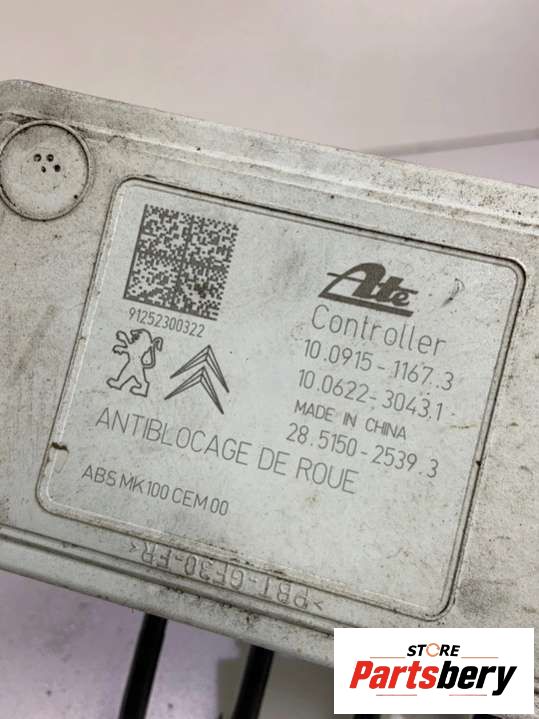 91252300322
Ate
Controller
10.0915-1167.3
10.0622-3043.1-
MADE IN CHINA
28.5150-2539.3
ANTIBLOCAGE DE ROUE
ABS MK100 CEM 00
>PBT-GF30-FR<
STORE
Partsbery